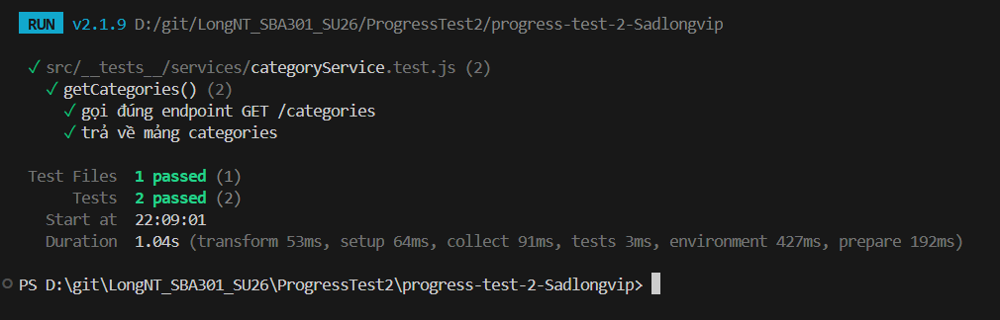 RUN v2.1.9 D:/git/LongNT_SBA301_SU26/ProgressTest2/progress-test-2-Sadlongvip
✓ src/__tests__/services/categoryService.test.js (2)
✓ getCategories() (2)
✓ gọi đúng endpoint GET /categories
✓ trả về mảng categories
Test Files 1 passed (1)
Tests 2 passed (2)
Start at 22:09:01
Duration 1.04s (transform 53ms, setup 64ms, collect 91ms, tests 3ms, environment 427ms, prepare 192ms)
PS D:\git\LongNT_SBA301_SU26\ProgressTest2\progress-test-2-Sadlongvip>